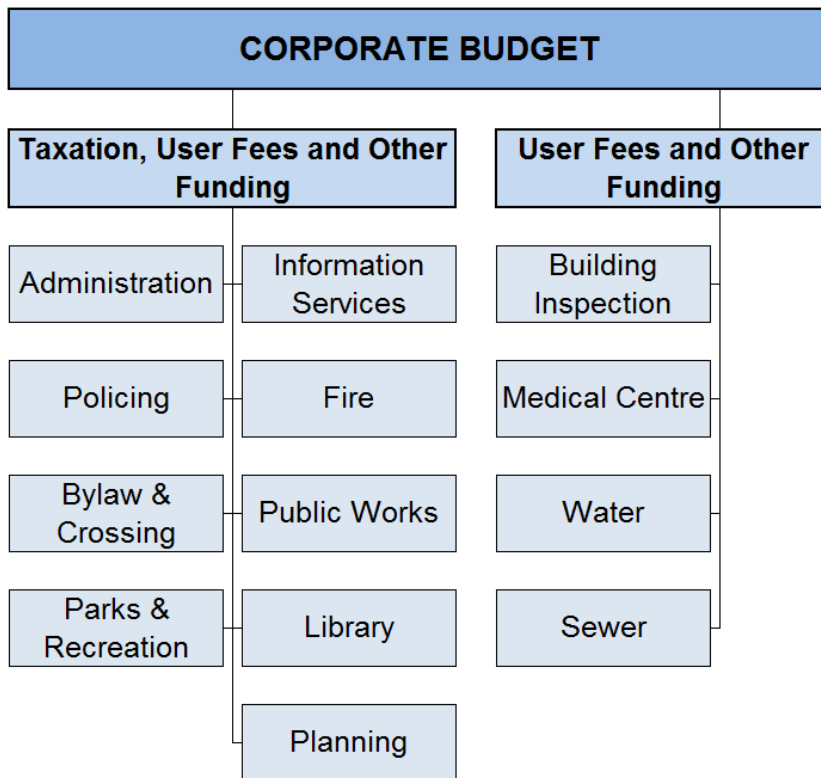 CORPORATE BUDGET
Taxation, User Fees and Other
Funding
User Fees and Other
Funding
Administration
Information
Services
Building
Inspection
Policing
Fire
Medical Centre
Bylaw &
Crossing
Public Works
Water
Parks &
Recreation
Library
Sewer
Planning